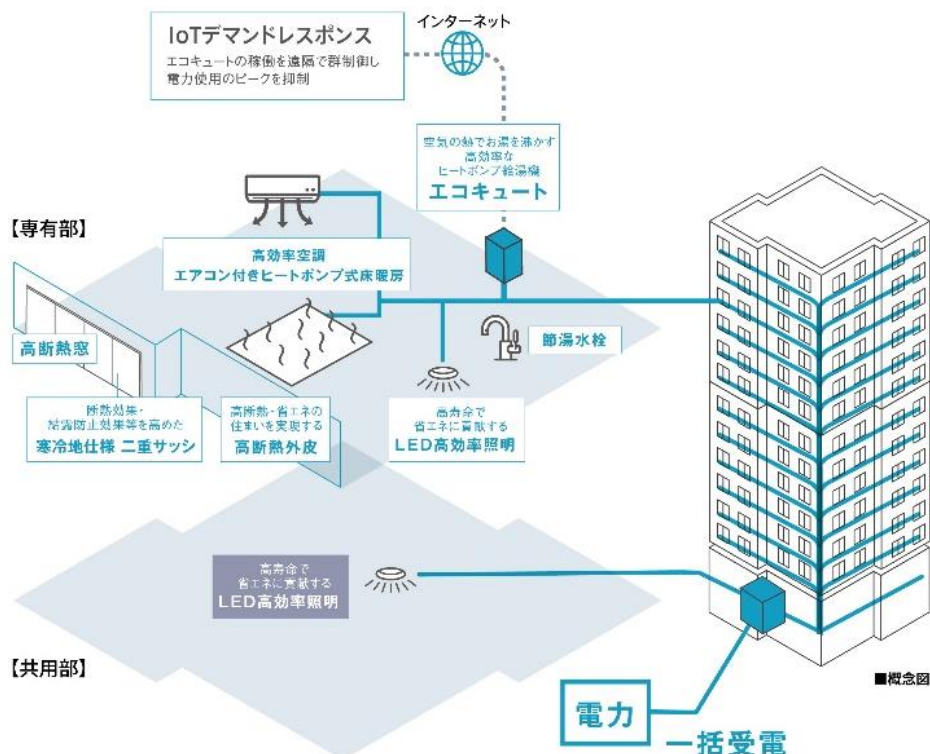 インターネット
IoTデマンドレスポンス
エコキュートの稼働を遠隔で群制御し
電力使用のピークを抑制
空気の熱でお湯を沸かす
高効率な
ヒートポンプ給湯機
エコキュート
【専有部】
高効率空調
エアコン付きヒートポンプ式床暖房
高断熱窓
節湯水栓
断熱効果・
結露防止効果等を高めた
寒冷地仕様 二重サッシ
高断熱・省エネの
住まいを実現する
高断熱外皮
高寿命で
省エネに貢献する
LED高効率照明
高寿命で
省エネに貢献する
LED高効率照明
【共用部】
■概念図
電力
一括受電